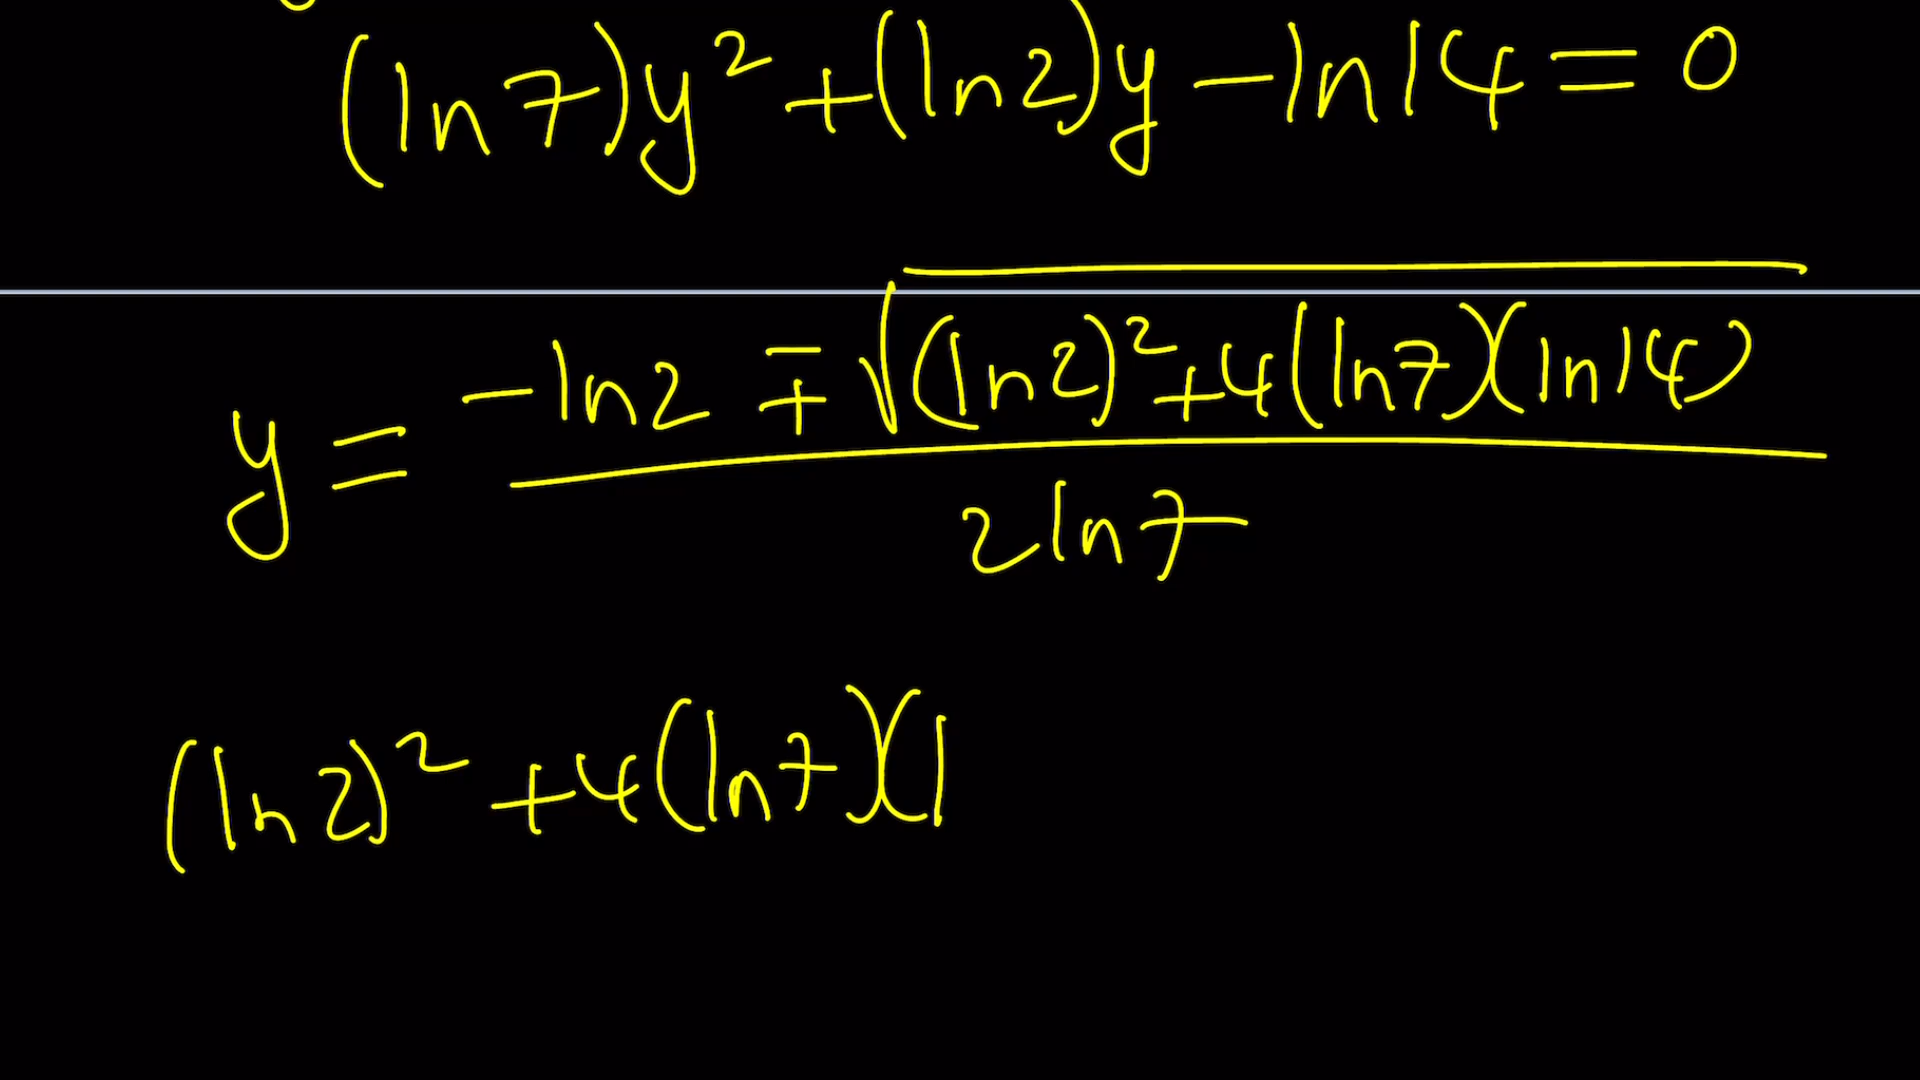 (ln7)y² + (ln2)y - ln14 = 0
y = (-ln2 ∓ √((ln2)² + 4(ln7)(ln14))) / (2ln7)
(ln2)² + 4(ln7)(l